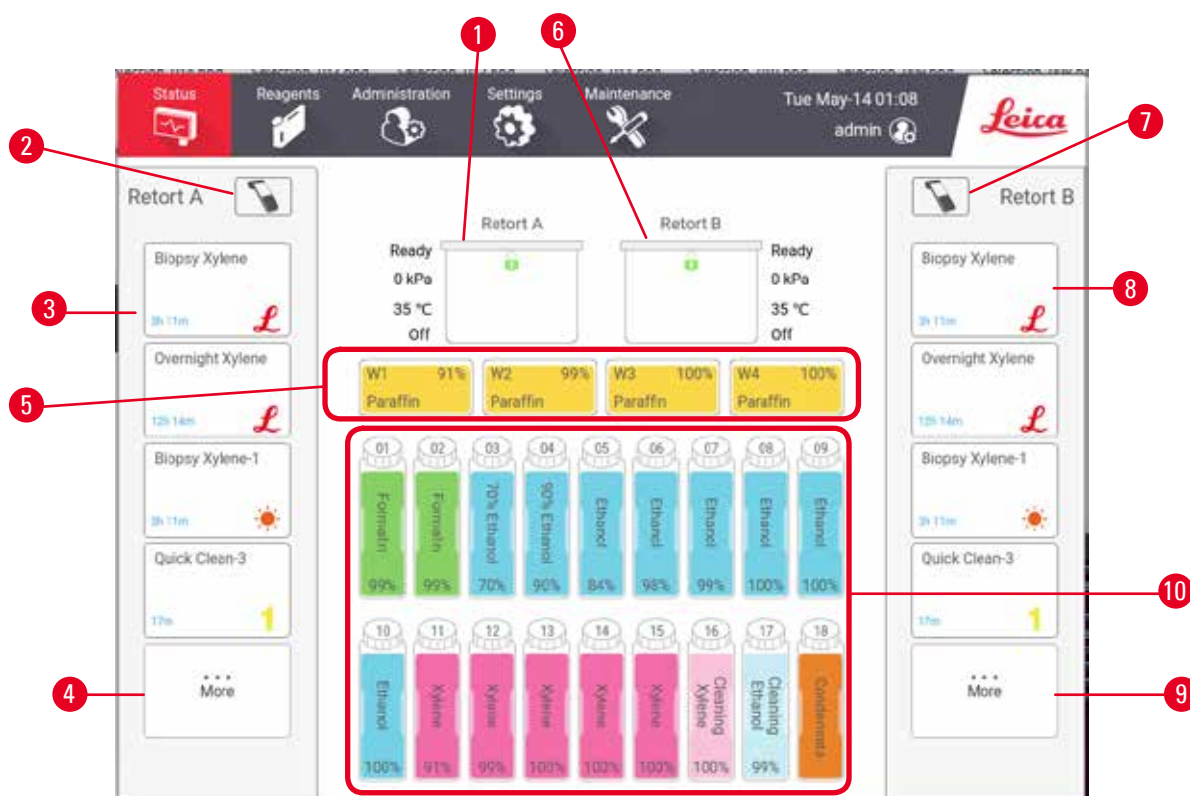 1
6
Status
Reagents
Administration
Settings
Maintenance
Tue May-14 01:08
admin
Leica
2
7
Retort A
Retort B
Retort A
Retort B
Biopsy Xylene
3h 11m
Ready
0 kPa
35 °C
Off
Ready
0 kPa
35 °C
Off
Biopsy Xylene
3h 11m
3
8
Overnight Xylene
12h 14m
W1 91%
Paraffin
W2 99%
Paraffin
W3 100%
Paraffin
W4 100%
Paraffin
Overnight Xylene
12h 14m
5
Biopsy Xylene-1
3h 11m
Biopsy Xylene-1
3h 11m
01
02
03
04
05
06
07
08
09
Formalin
Formalin
70% Ethanol
90% Ethanol
Ethanol
Ethanol
Ethanol
Ethanol
Ethanol
99%
99%
70%
90%
84%
98%
99%
100%
100%
Quick Clean-3
17m
1
Quick Clean-3
17m
1
10
10
11
12
13
14
15
16
17
18
Ethanol
Xylene
Xylene
Xylene
Xylene
Xylene
Cleaning
Xylene
Cleaning
Ethanol
100%
91%
99%
100%
100%
100%
100%
99%
4
...
More
...
More
9